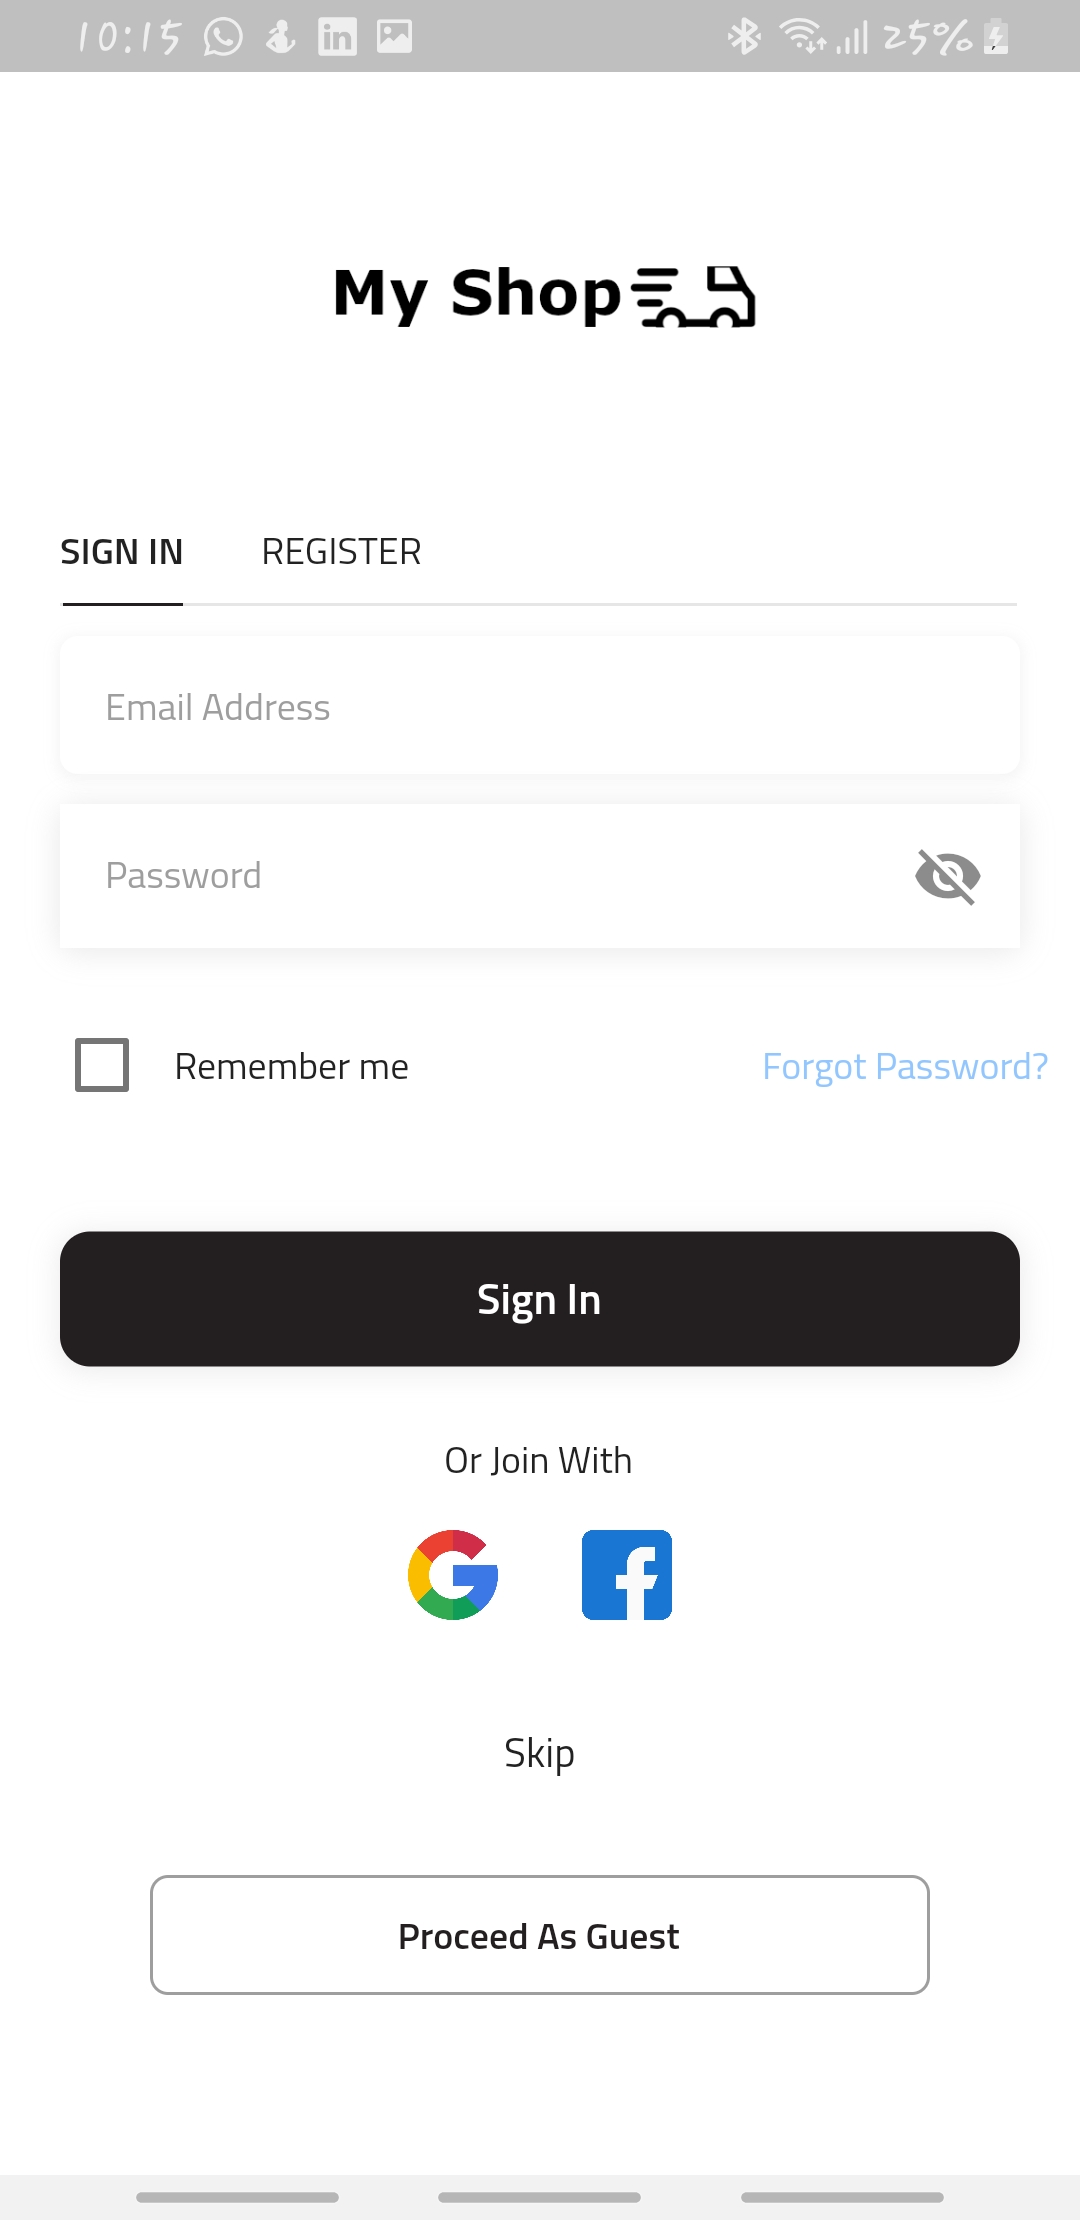 10:15 25%
My Shop
SIGN IN REGISTER
Email Address
Password
Remember me Forgot Password?
Sign In
Or Join With
Skip
Proceed As Guest